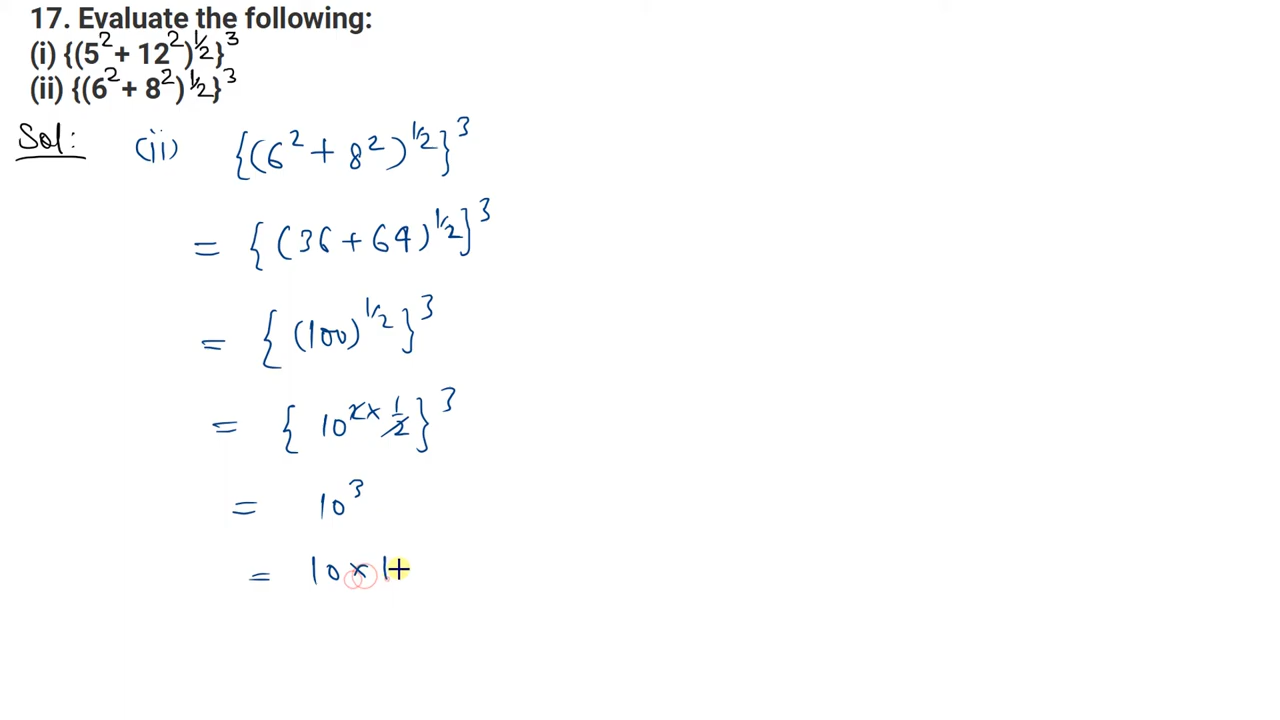 17. Evaluate the following:
(i) {(5² + 12²)^½}³
(ii) {(6² + 8²)^½}³
Sol: (ii) {(6² + 8²)^1/2}³
= {(36 + 64)^1/2}³
= {(100)^1/2}³
= {10^2×1/2}³
= 10³
= 10 × 1